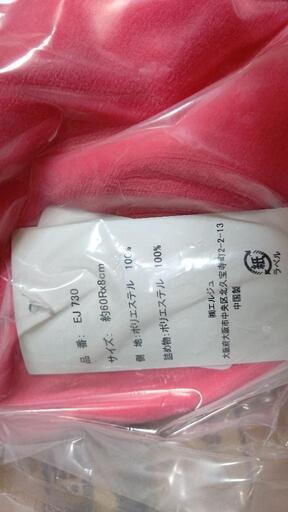 品　番： EJ 730
サイズ： 約60R×8cm
側　地：ポリエステル　100%
詰め物：ポリエステル　100%
㈱エルジュ
大阪府大阪市中央区北久宝寺町2-2-13
中国製
紙
ラベル